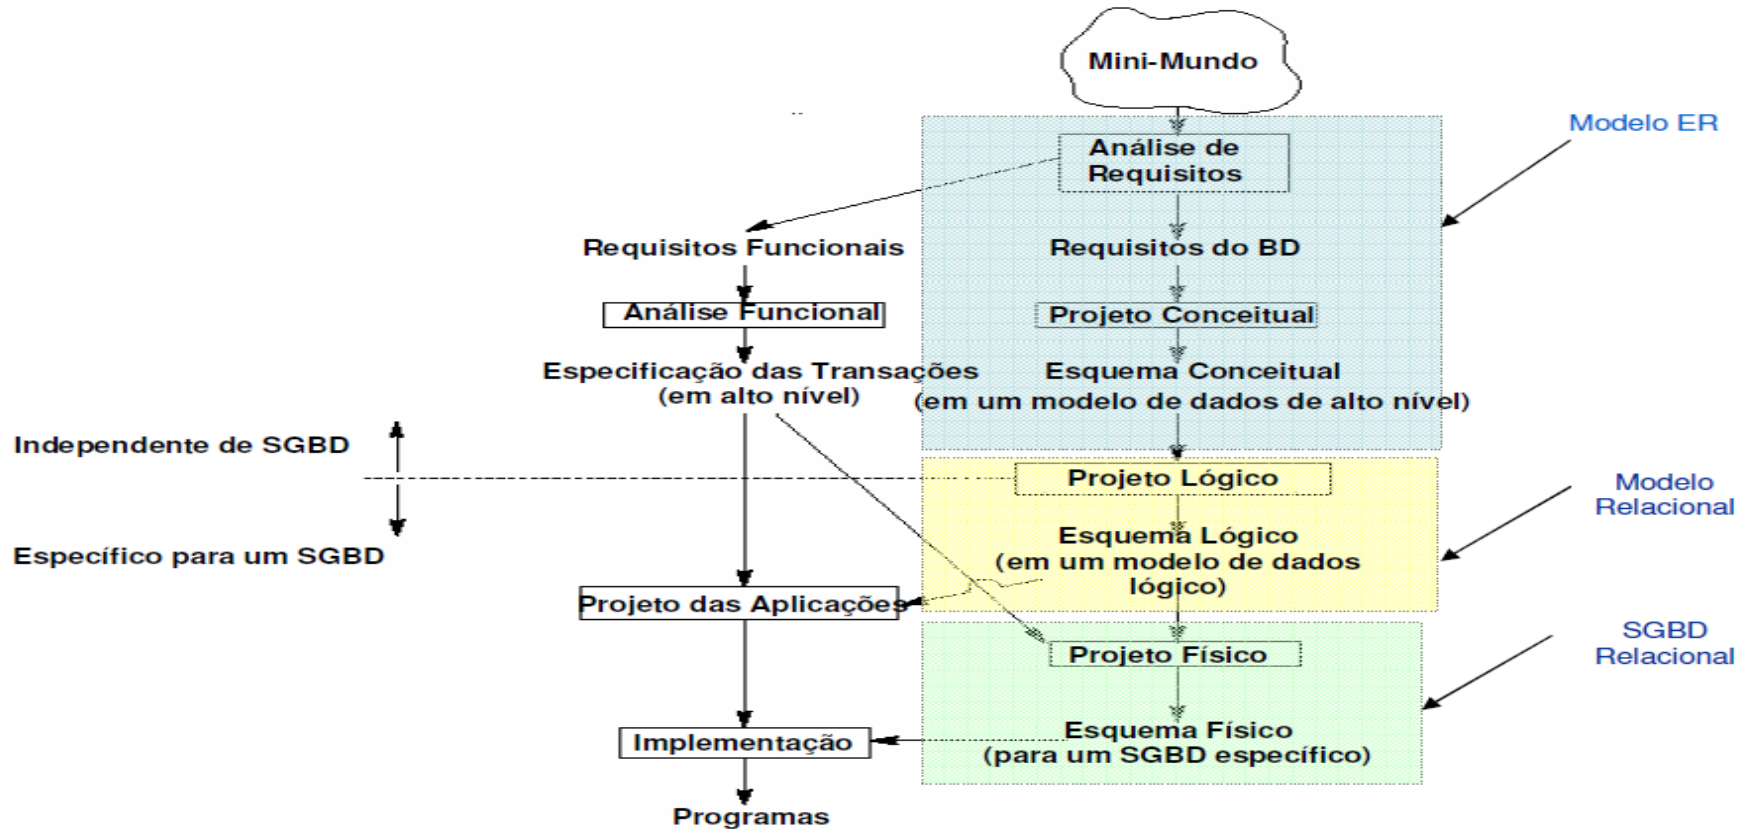 Mini-Mundo
Modelo ER
Análise de
Requisitos
Requisitos Funcionais
Requisitos do BD
Análise Funcional
Projeto Conceitual
Especificação das Transações
(em alto nível)
Esquema Conceitual
(em um modelo de dados de alto nível)
Independente de SGBD
Projeto Lógico
Modelo
Relacional
Específico para um SGBD
Esquema Lógico
(em um modelo de dados
lógico)
Projeto das Aplicações
SGBD
Relacional
Projeto Físico
Implementação
Esquema Físico
(para um SGBD específico)
Programas